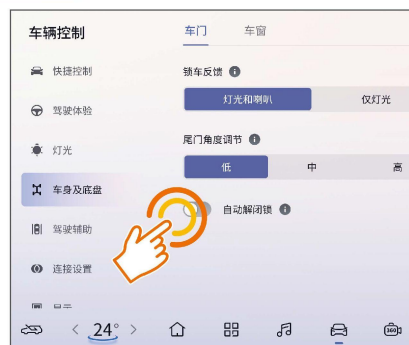 车辆控制
快捷控制
驾驶体验
灯光
车身及底盘
驾驶辅助
连接设置
车门 车窗
锁车反馈
灯光和喇叭 仅灯光
尾门角度调节
低 中 高
自动解闭锁
24°
360